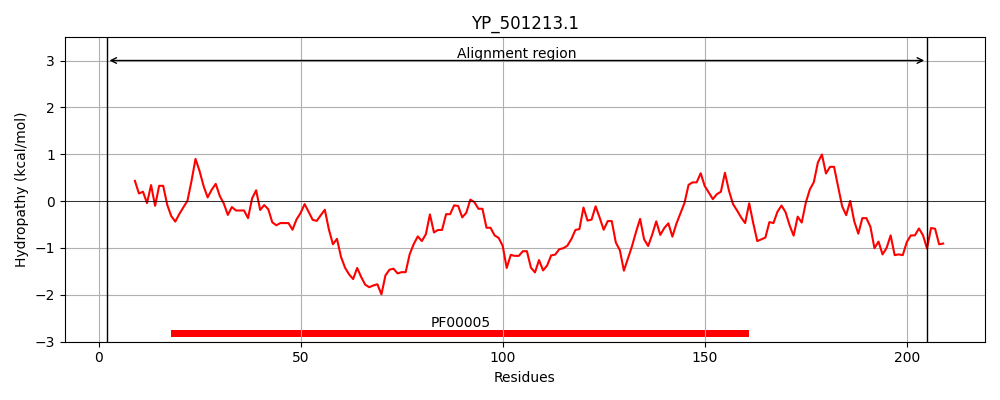 YP_501213.1
Alignment region
Hydropathy (kcal/mol)
3
2
1
0
−1
−2
−3
PF00005
0
50
100
150
200
Residues